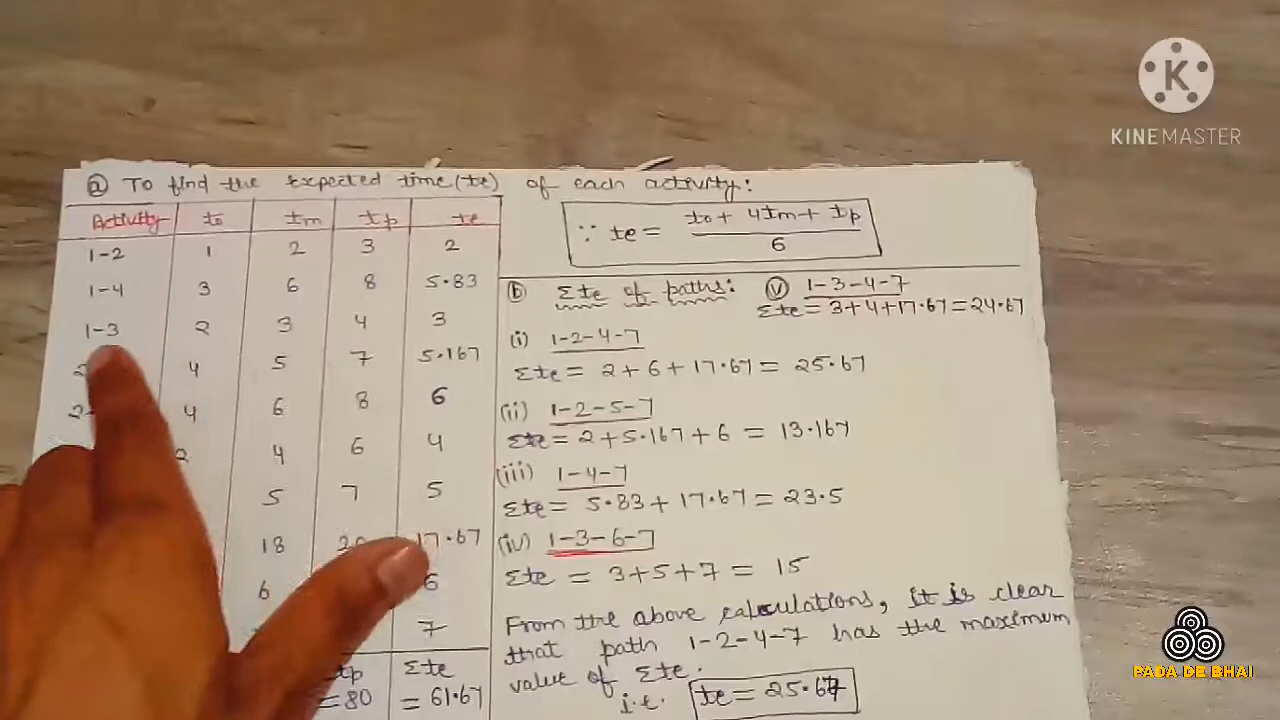 KINEMASTER
ⓐ To find the Expected time (te) of each activity:
Activity to tm tp te
1-2 1 2 3 2
1-4 3 6 8 5.83
1-3 2 3 4 3
2 4 5 7 5.167
2- 4 6 8 6
2 4 6 4
5 7 5
18 20 17.67
6 6
7
tp Σte
=80 = 61.67
∵ te = to + 4tm + tp
6
ⓑ Σte of paths:
(i) 1-2-4-7
Σte = 2+6+17.67 = 25.67
(ii) 1-2-5-7
Σte = 2+5.167+6 = 13.167
(iii) 1-4-7
Σte = 5.83+17.67 = 23.5
(iv) 1-3-6-7
Σte = 3+5+7 = 15
ⓥ 1-3-4-7
Σte = 3+4+17.67 = 24.67
From the above calculations, it is clear
that path 1-2-4-7 has the maximum
value of Σte.
i.e. te = 25.67
PADA DE BHAI